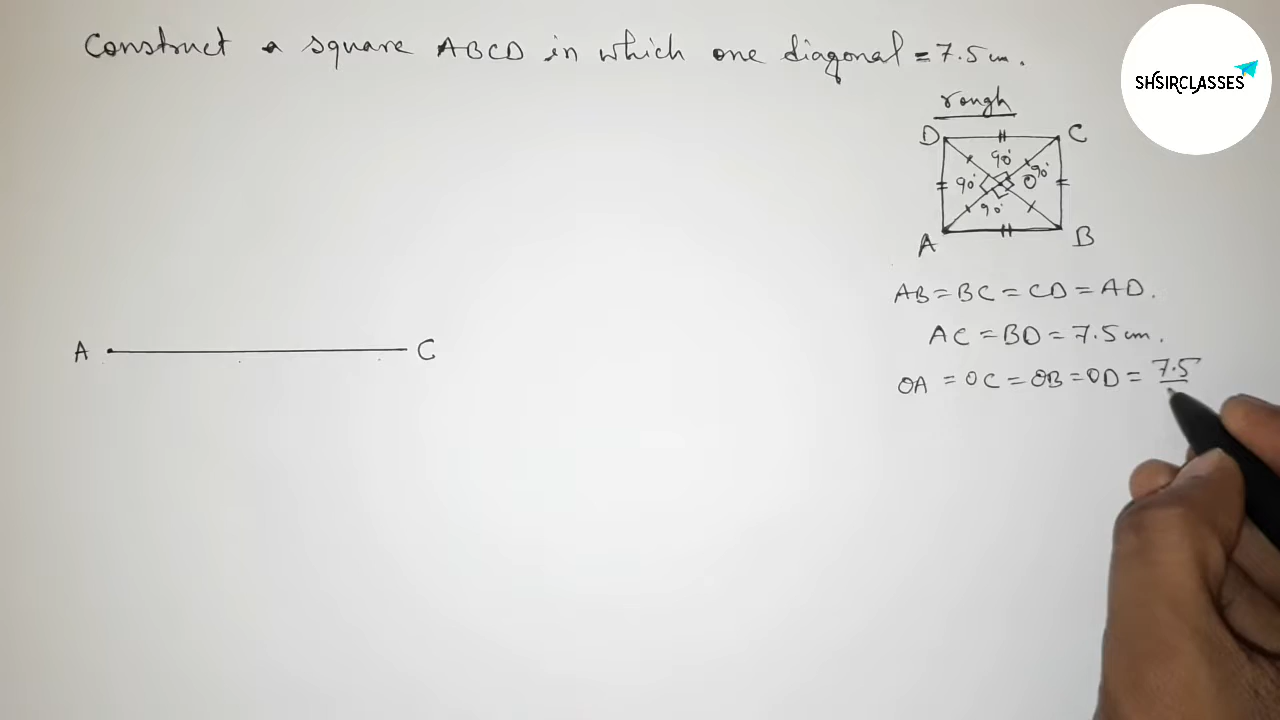 Construct a square ABCD in which one diagonal = 7.5 cm.
SHSIRCLASSES
rough
D C
90°
90° 90°
O
90°
A B
AB = BC = CD = AD.
AC = BD = 7.5 cm.
A C
OA = OC = OB = OD = 7.5